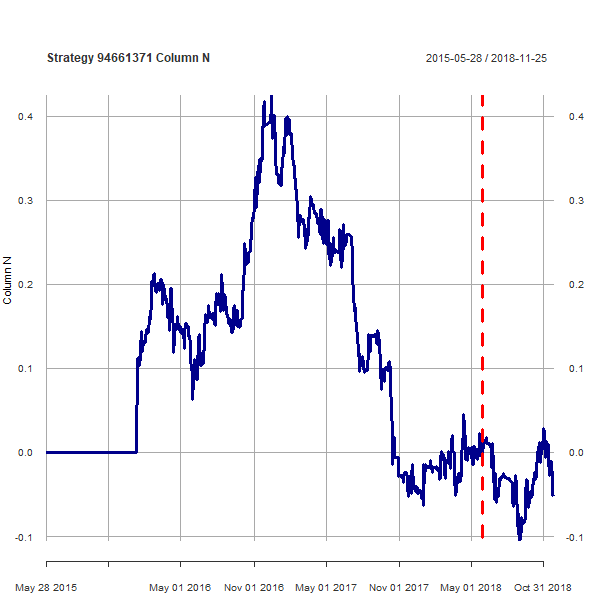 Strategy 94661371 Column N
2015-05-28 / 2018-11-25
0.4
0.3
0.2
0.1
0.0
-0.1
Column N
0.4
0.3
0.2
0.1
0.0
-0.1
May 28 2015
May 01 2016
Nov 01 2016
May 01 2017
Nov 01 2017
May 01 2018
Oct 31 2018